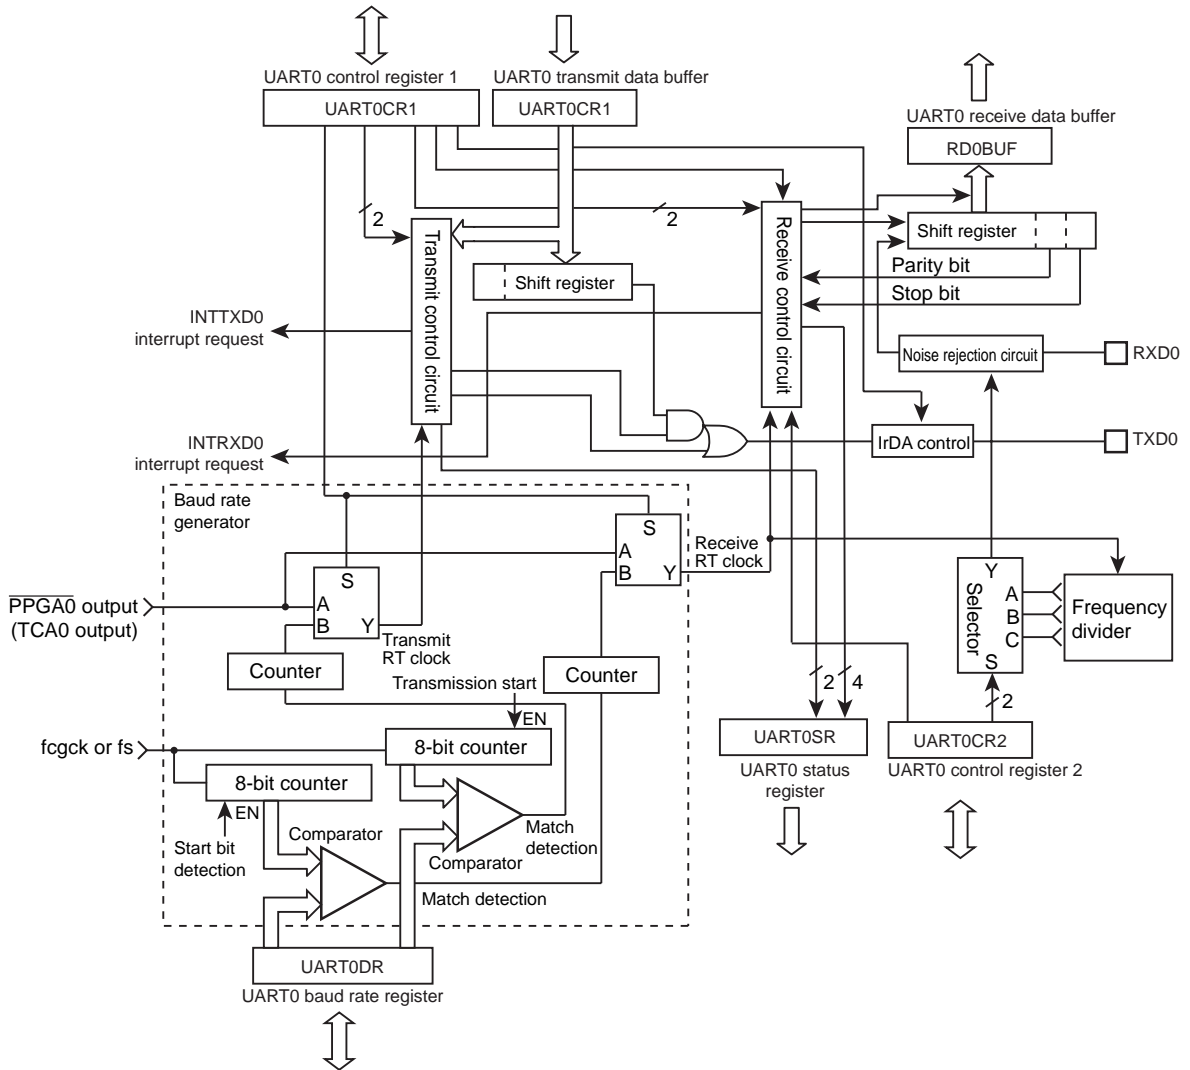 UART0 control register 1
UART0CR1
UART0 transmit data buffer
UART0CR1
UART0 receive data buffer
RD0BUF
2
2
Transmit control circuit
Receive control circuit
Shift register
Shift register
Parity bit
Stop bit
INTTXD0
interrupt request
Noise rejection circuit
RXD0
INTRXD0
interrupt request
IrDA control
TXD0
Baud rate
generator
S
A
B
Y
Receive
RT clock
S
A
B
Y
Transmit
RT clock
PPGA0 output
(TCA0 output)
Y
A
B
C
S
Selector
Frequency
divider
Counter
Counter
Transmission start
EN
2
4
2
fcgck or fs
8-bit counter
8-bit counter
EN
Start bit
detection
Comparator
Comparator
Match
detection
Match detection
UART0SR
UART0 status
register
UART0CR2
UART0 control register 2
UART0DR
UART0 baud rate register